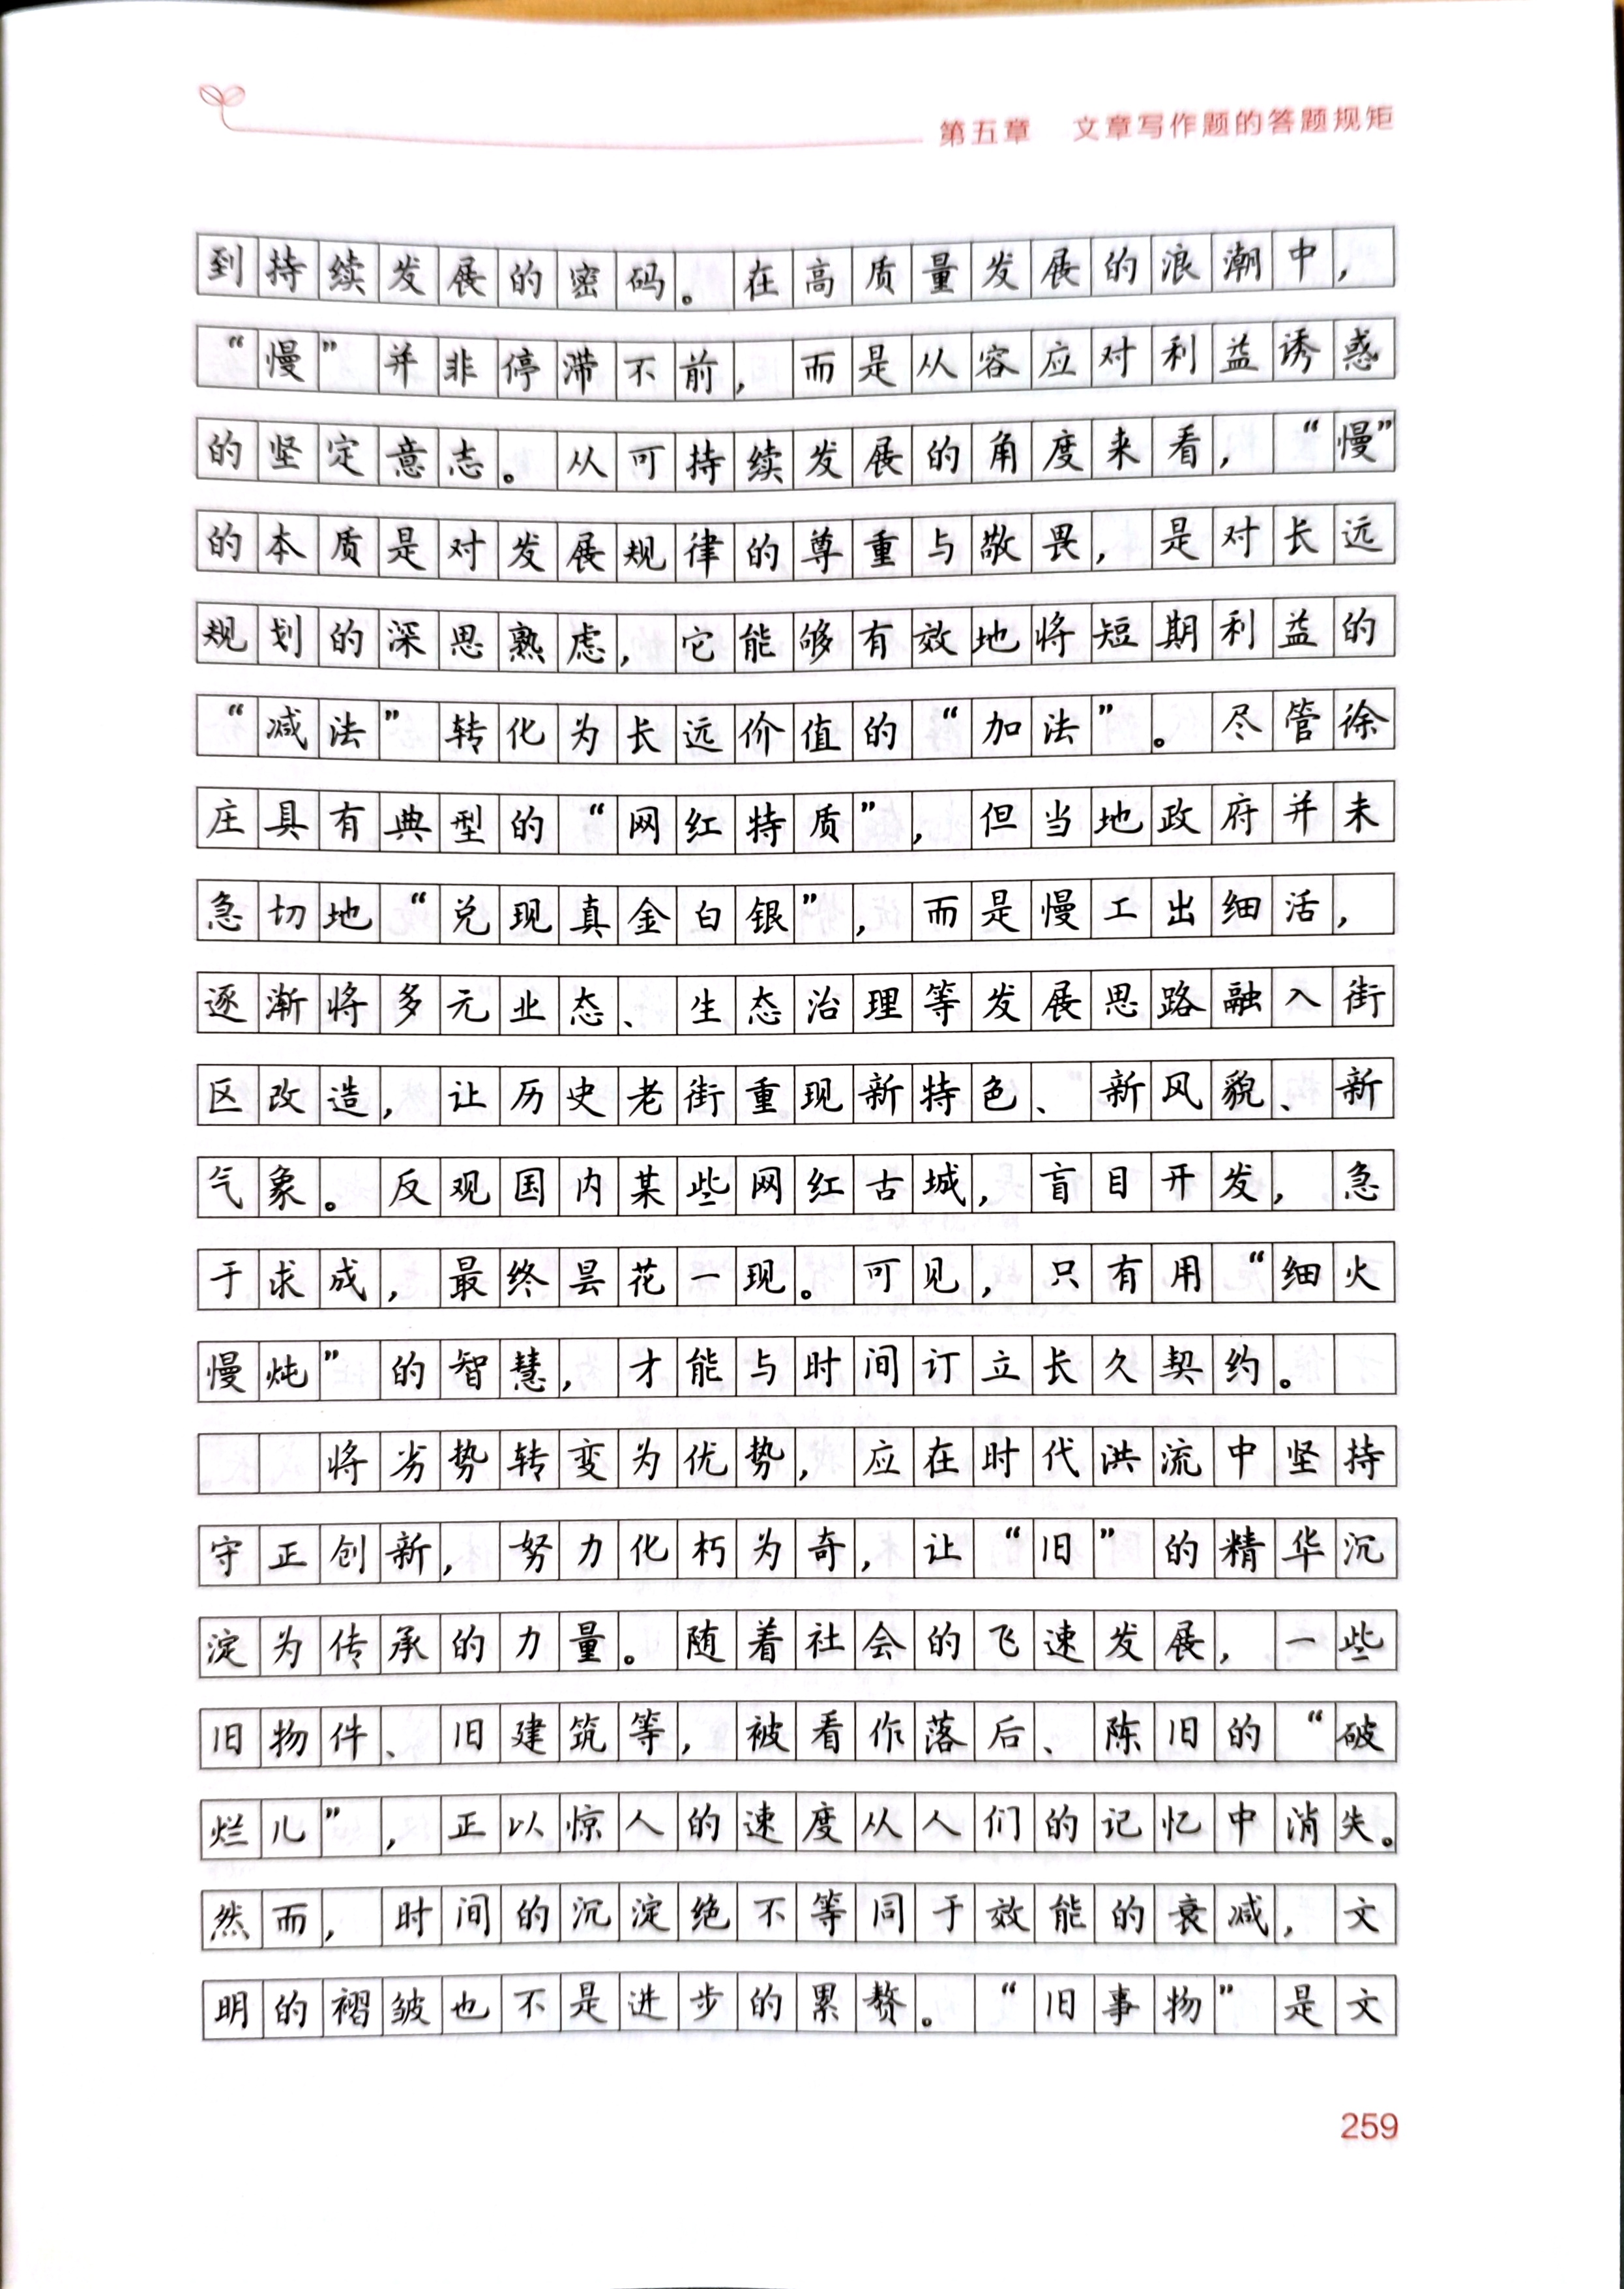 第五章 文章写作题的答题规矩
到持续发展的密码。在高质量发展的浪潮中，
“慢”并非停滞不前，而是从容应对利益诱惑
的坚定意志。从可持续发展的角度来看，“慢”
的本质是对发展规律的尊重与敬畏，是对长远
规划的深思熟虑，它能够有效地将短期利益的
“减法”转化为长远价值的“加法”。尽管徐
庄具有典型的“网红特质”，但当地政府并未
急切地“兑现真金白银”，而是慢工出细活，
逐渐将多元业态、生态治理等发展思路融入街
区改造，让历史老街重现新特色、新风貌、新
气象。反观国内某些网红古城，盲目开发，急
于求成，最终昙花一现。可见，只有用“细火
慢炖”的智慧，才能与时间订立长久契约。
将劣势转变为优势，应在时代洪流中坚持
守正创新，努力化朽为奇，让“旧”的精华沉
淀为传承的力量。随着社会的飞速发展，一些
旧物件、旧建筑等，被看作落后、陈旧的“破
烂儿”，正以惊人的速度从人们的记忆中消失。
然而，时间的沉淀绝不等同于效能的衰减，文
明的褶皱也不是进步的累赘。“旧事物”是文
259